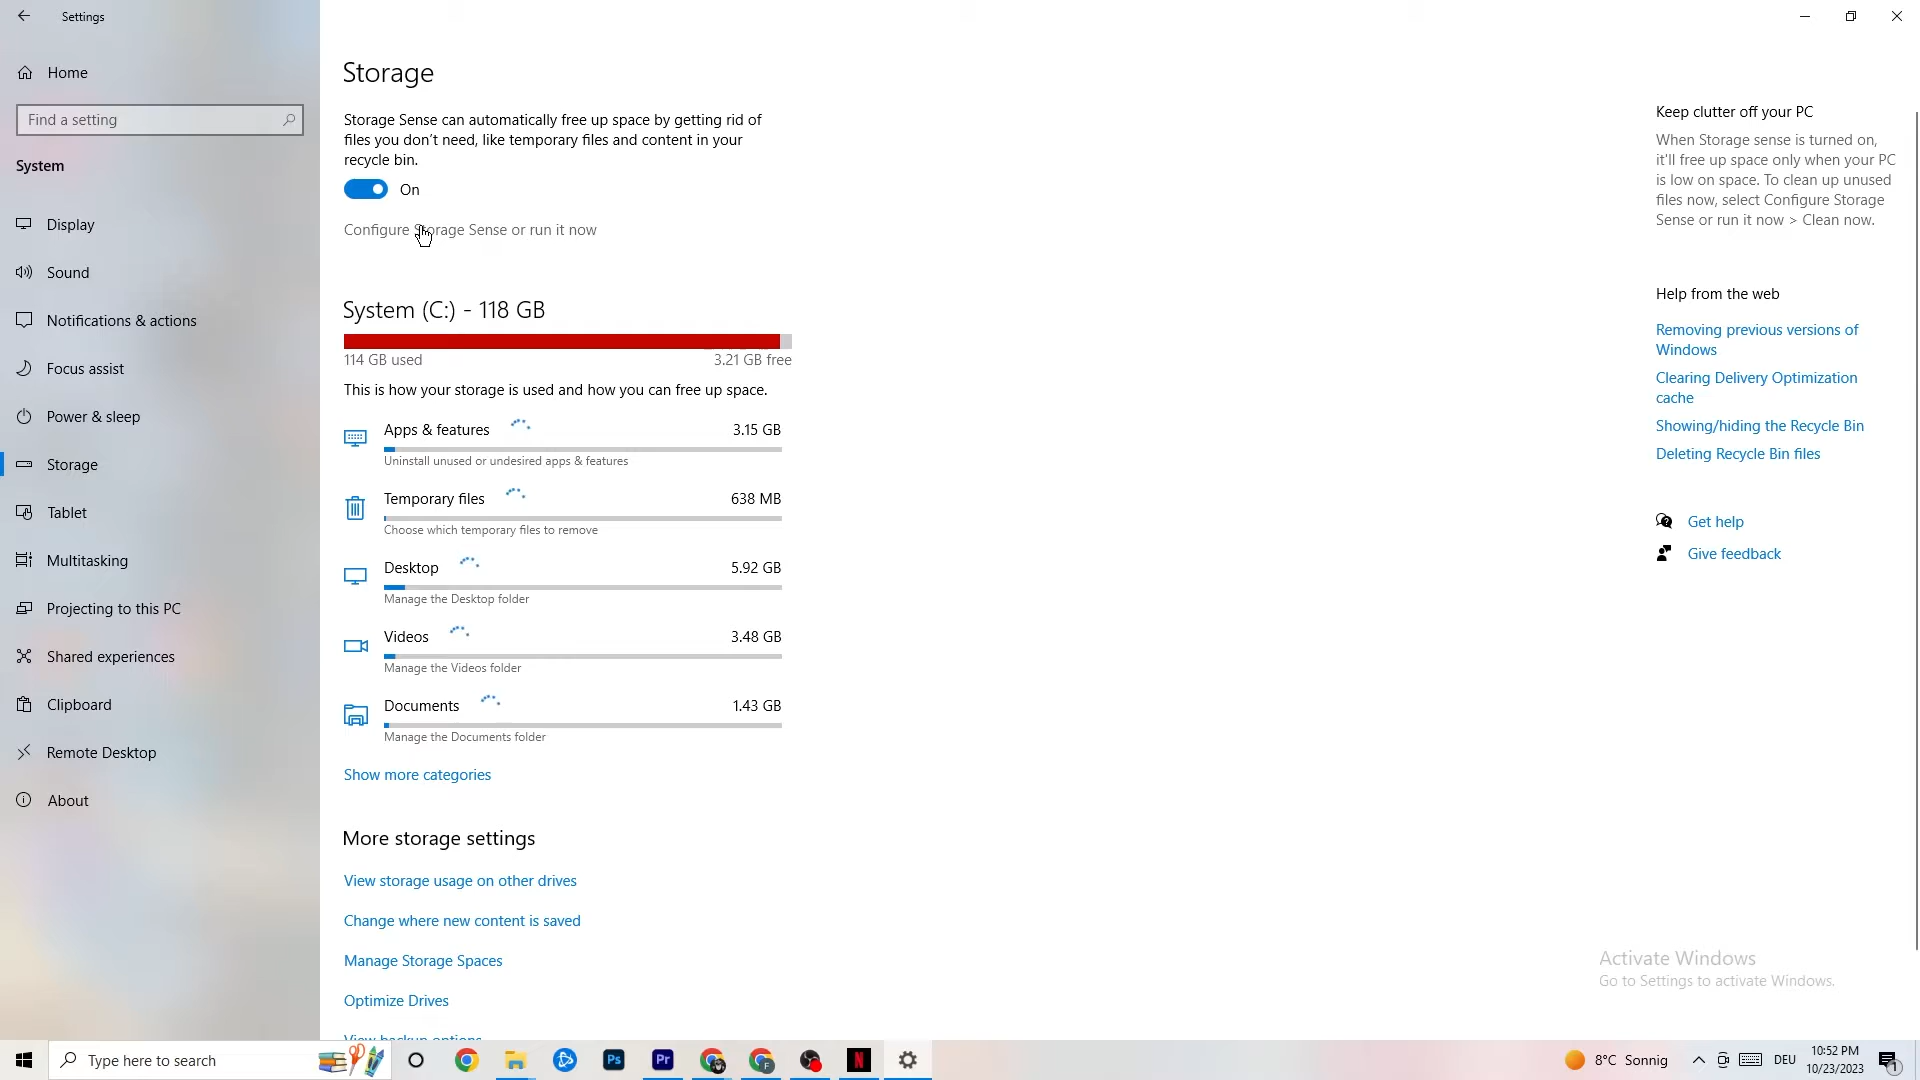 Settings
Home
Find a setting
System
Display
Sound
Notifications & actions
Focus assist
Power & sleep
Storage
Tablet
Multitasking
Projecting to this PC
Shared experiences
Clipboard
Remote Desktop
About
Storage
Storage Sense can automatically free up space by getting rid of
files you don't need, like temporary files and content in your
recycle bin.
On
Configure Storage Sense or run it now
System (C:) - 118 GB
114 GB used 3.21 GB free
This is how your storage is used and how you can free up space.
Apps & features 3.15 GB
Uninstall unused or undesired apps & features
Temporary files 638 MB
Choose which temporary files to remove
Desktop 5.92 GB
Manage the Desktop folder
Videos 3.48 GB
Manage the Videos folder
Documents 1.43 GB
Manage the Documents folder
Show more categories
More storage settings
View storage usage on other drives
Change where new content is saved
Manage Storage Spaces
Optimize Drives
View backup options
Keep clutter off your PC
When Storage sense is turned on,
it'll free up space only when your PC
is low on space. To clean up unused
files now, select Configure Storage
Sense or run it now > Clean now.
Help from the web
Removing previous versions of
Windows
Clearing Delivery Optimization
cache
Showing/hiding the Recycle Bin
Deleting Recycle Bin files
Get help
Give feedback
Activate Windows
Go to Settings to activate Windows.
Type here to search
Ps
Pr
F
N
8°C Sonnig
DEU
10:52 PM
10/23/2023
1